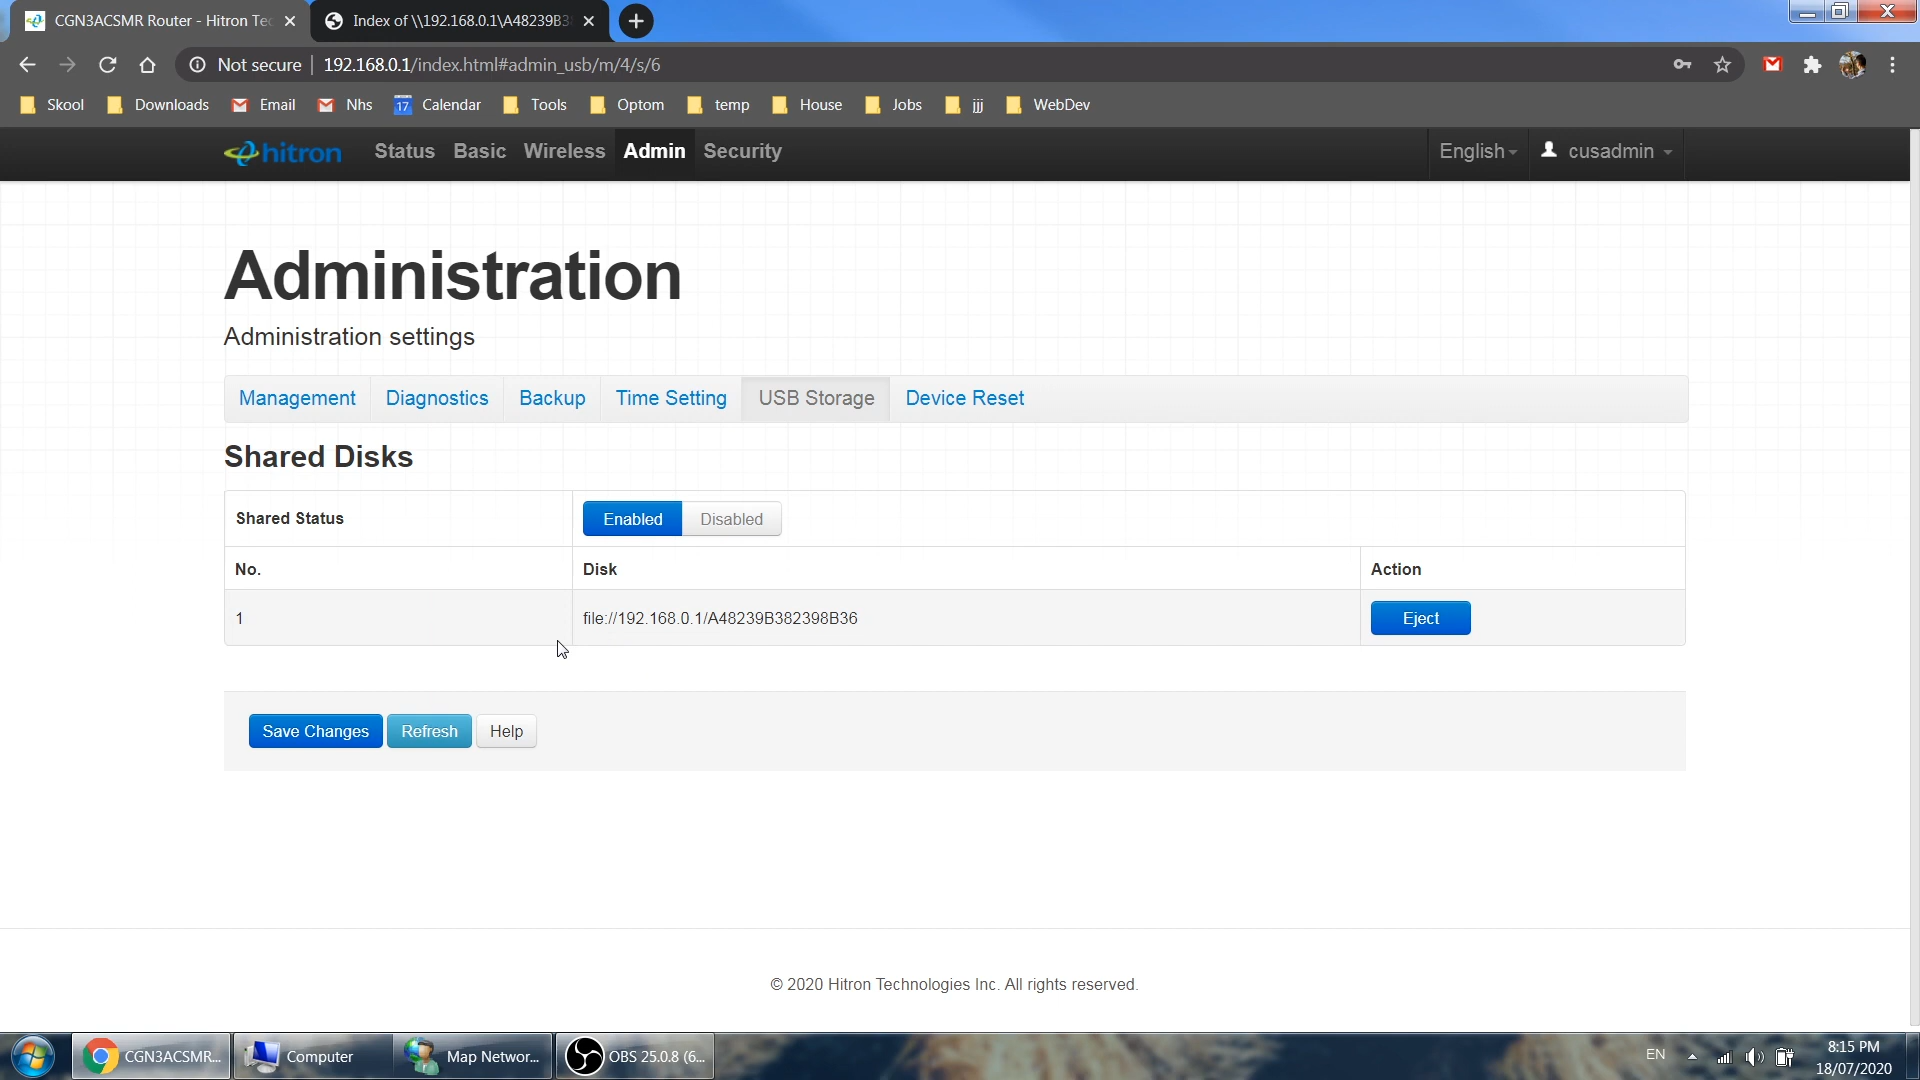 CGN3ACSMR Router - Hitron Tec
Index of \\192.168.0.1\A48239B3
Not secure
192.168.0.1/index.html#admin_usb/m/4/s/6
Skool Downloads Email Nhs 17 Calendar Tools Optom temp House Jobs jjj WebDev
hitron Status Basic Wireless Admin Security English cusadmin
Administration
Administration settings
Management Diagnostics Backup Time Setting USB Storage Device Reset
Shared Disks
Shared Status Enabled Disabled
No. Disk Action
1 file://192.168.0.1/A48239B382398B36 Eject
Save Changes Refresh Help
© 2020 Hitron Technologies Inc. All rights reserved.
CGN3ACSMR... Computer Map Networ... OBS 25.0.8 (6... EN 8:15 PM
18/07/2020